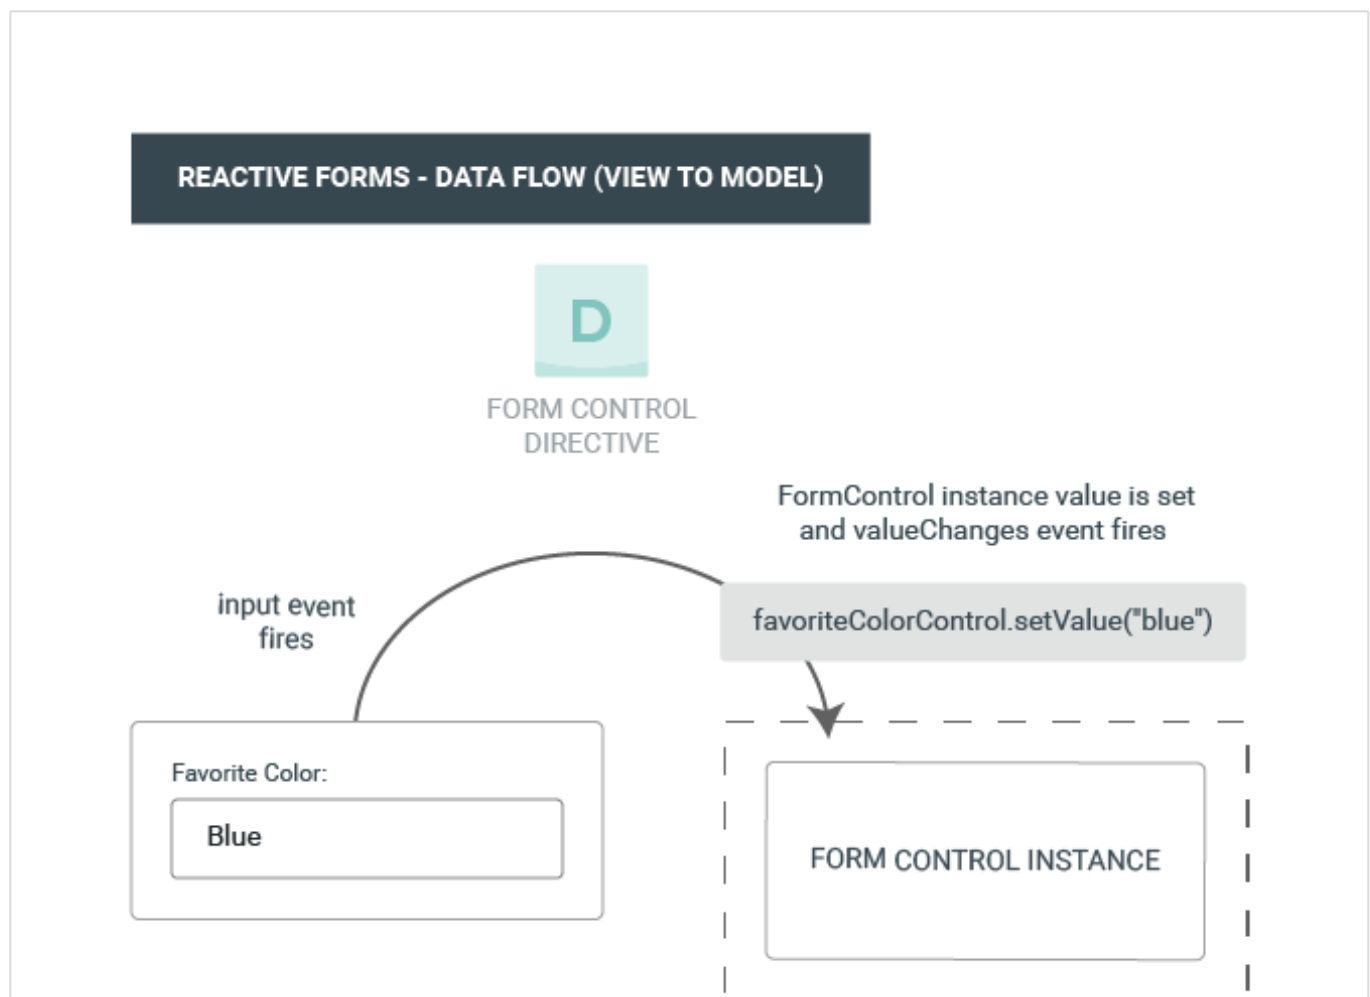 REACTIVE FORMS - DATA FLOW (VIEW TO MODEL)
D
FORM CONTROL
DIRECTIVE
FormControl instance value is set
and valueChanges event fires
input event
fires
favoriteColorControl.setValue("blue")
Favorite Color:
Blue
FORM CONTROL INSTANCE